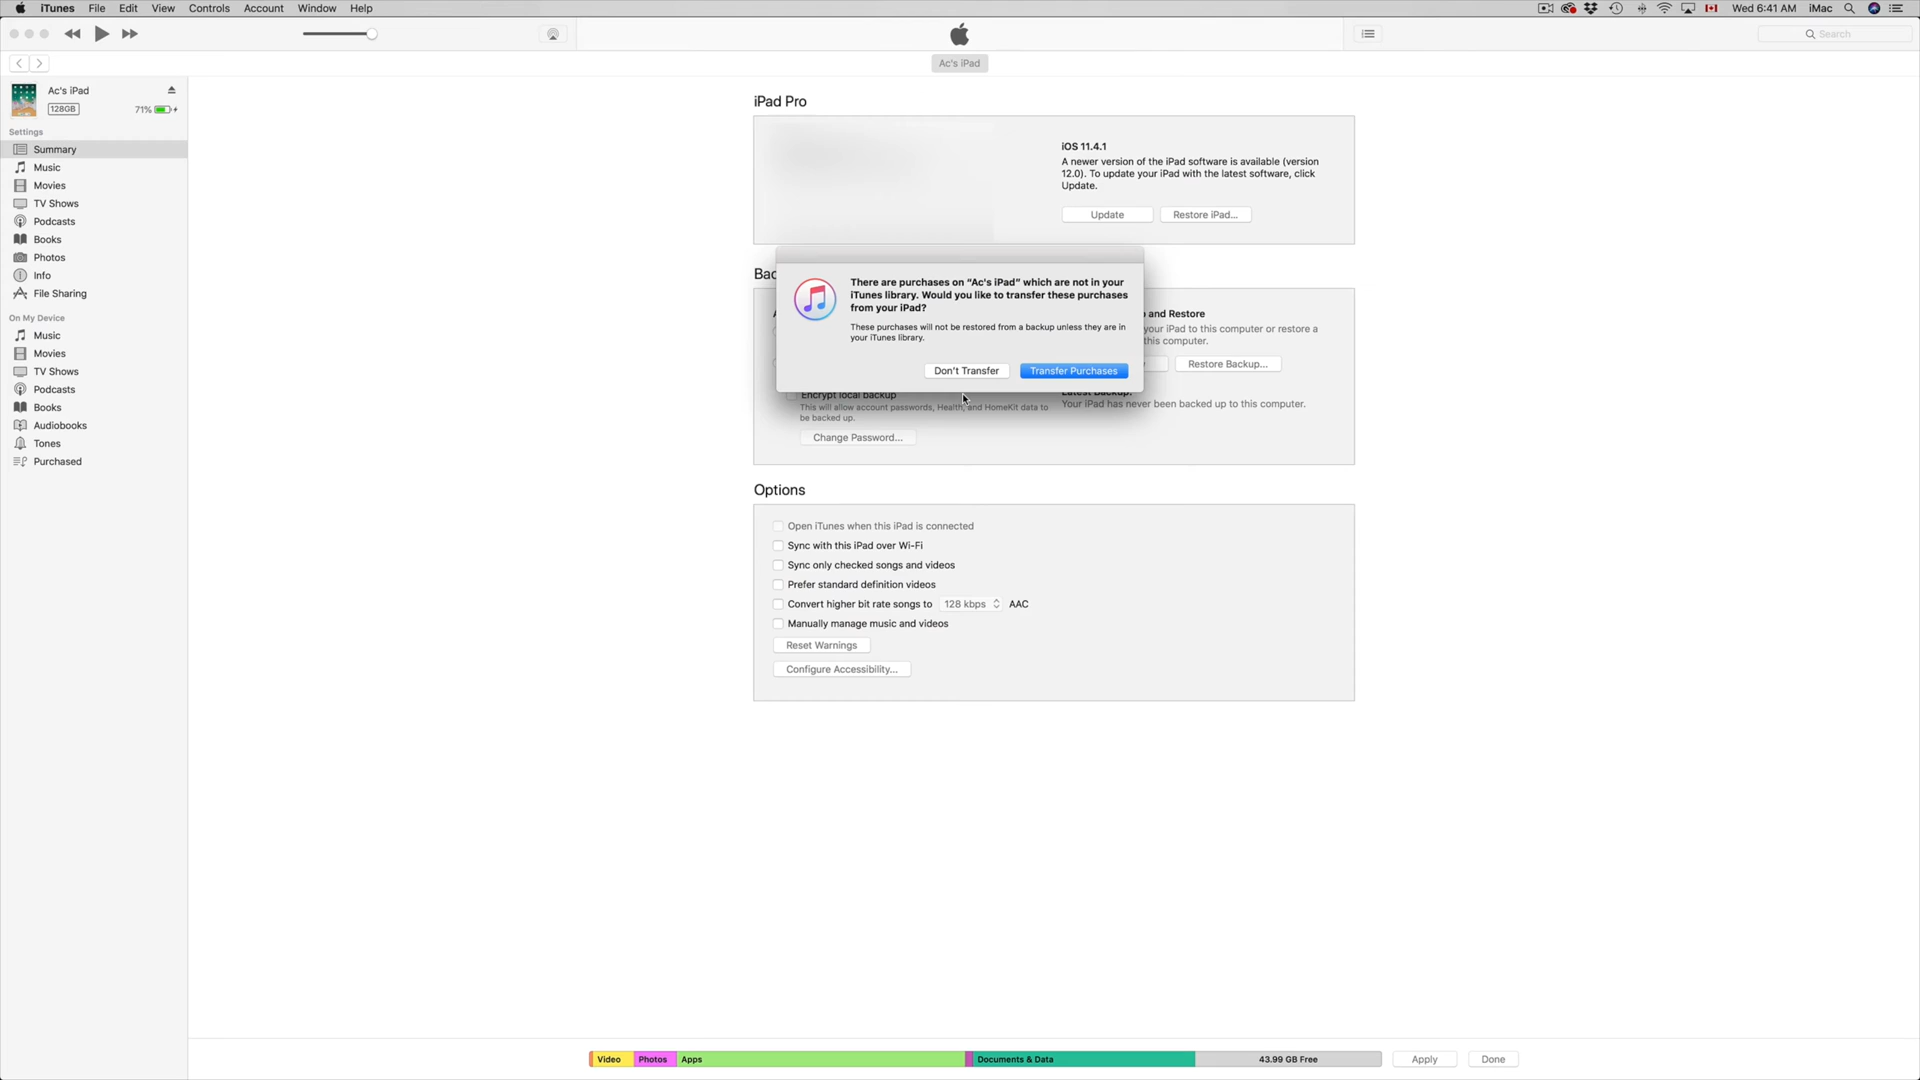 iTunes File Edit View Controls Account Window Help
Wed 6:41 AM iMac
Search
Ac's iPad
Ac's iPad
128GB
71%
Settings
Summary
Music
Movies
TV Shows
Podcasts
Books
Photos
Info
File Sharing
On My Device
Music
Movies
TV Shows
Podcasts
Books
Audiobooks
Tones
Purchased
iPad Pro
iOS 11.4.1
A newer version of the iPad software is available (version
12.0). To update your iPad with the latest software, click
Update.
Update Restore iPad...
There are purchases on “Ac's iPad” which are not in your
iTunes library. Would you like to transfer these purchases
from your iPad?
These purchases will not be restored from a backup unless they are in
your iTunes library.
Don't Transfer Transfer Purchases
and Restore
your iPad to this computer or restore a
this computer.
Restore Backup...
Encrypt local backup
This will allow account passwords, Health, and HomeKit data to
be backed up.
Change Password...
Latest Backup:
Your iPad has never been backed up to this computer.
Options
Open iTunes when this iPad is connected
Sync with this iPad over Wi-Fi
Sync only checked songs and videos
Prefer standard definition videos
Convert higher bit rate songs to 128 kbps AAC
Manually manage music and videos
Reset Warnings
Configure Accessibility...
Video Photos Apps Documents & Data 43.99 GB Free Apply Done